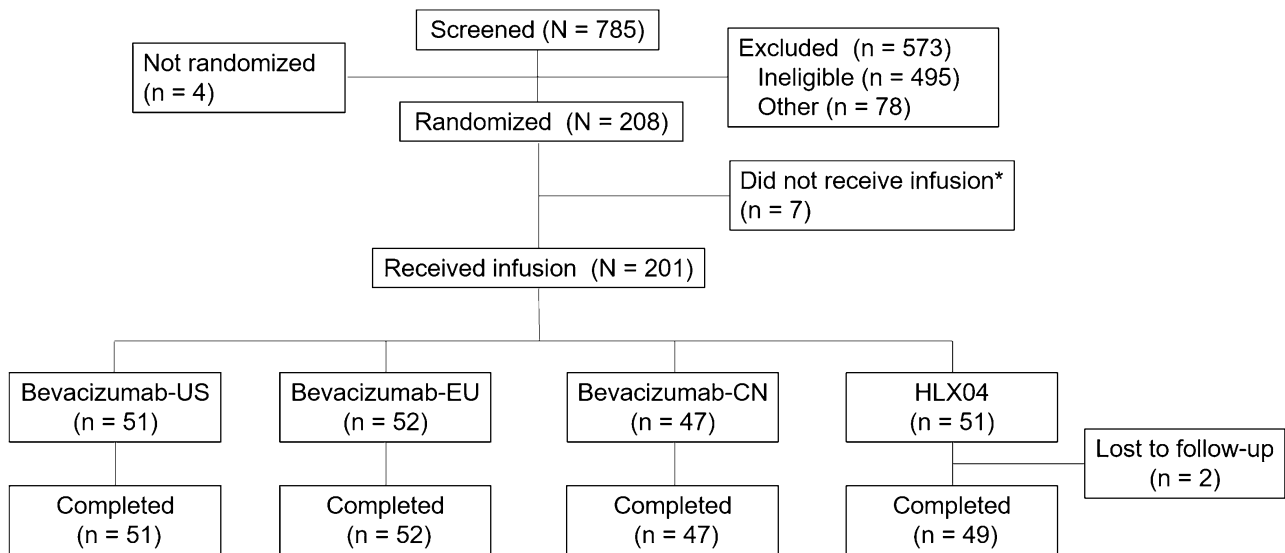 Screened (N = 785)
Not randomized
(n = 4)
Excluded (n = 573)
Ineligible (n = 495)
Other (n = 78)
Randomized (N = 208)
Did not receive infusion*
(n = 7)
Received infusion (N = 201)
Bevacizumab-US
(n = 51)
Bevacizumab-EU
(n = 52)
Bevacizumab-CN
(n = 47)
HLX04
(n = 51)
Lost to follow-up
(n = 2)
Completed
(n = 51)
Completed
(n = 52)
Completed
(n = 47)
Completed
(n = 49)